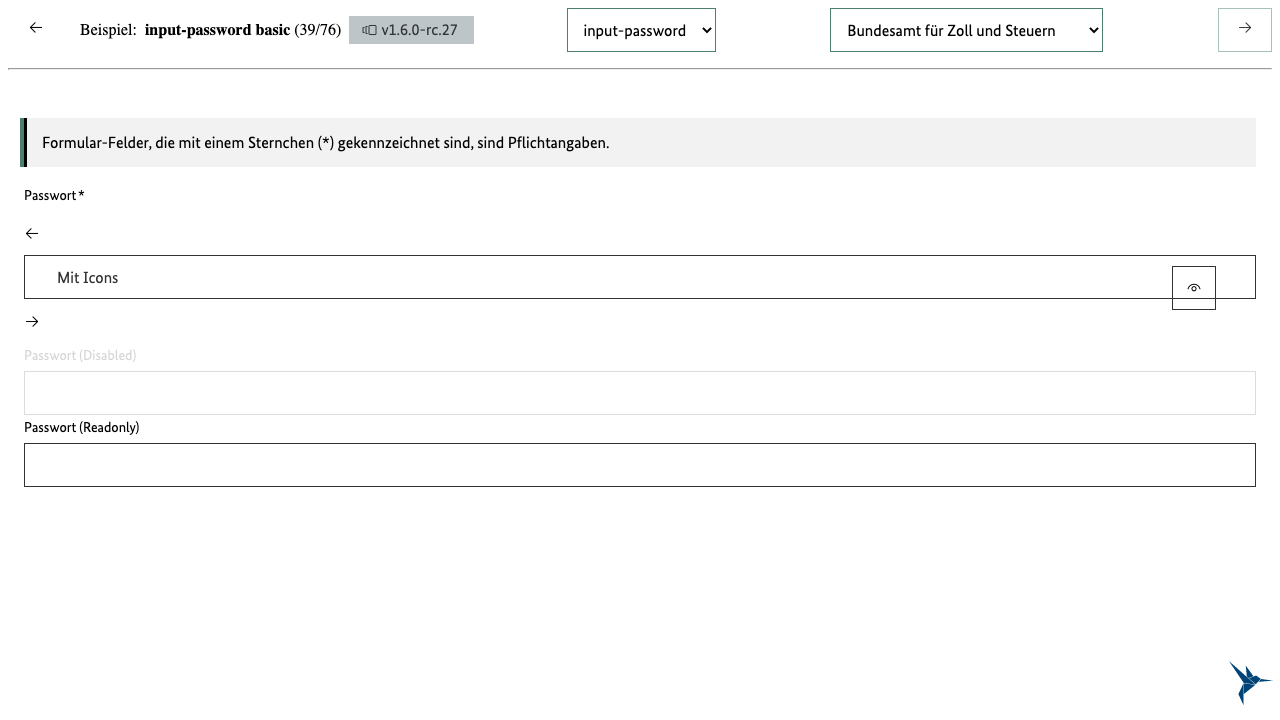 Beispiel: input-password basic (39/76) v1.6.0-rc.27 input-password Bundesamt für Zoll und Steuern
Formular-Felder, die mit einem Sternchen (*) gekennzeichnet sind, sind Pflichtangaben.
Passwort *
Mit Icons
Passwort (Disabled)
Passwort (Readonly)